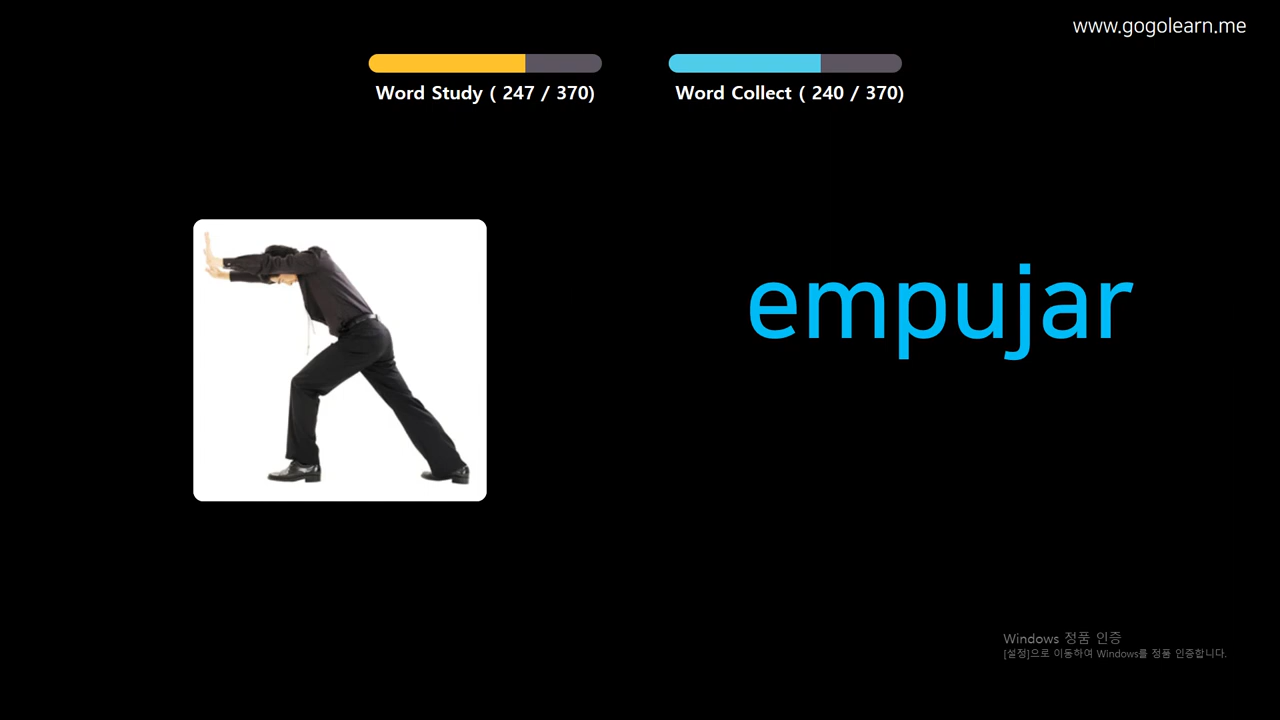 www.gogolearn.me
Word Study ( 247 / 370)
Word Collect ( 240 / 370)
empujar
Windows 정품 인증
[설정]으로 이동하여 Windows를 정품 인증합니다.